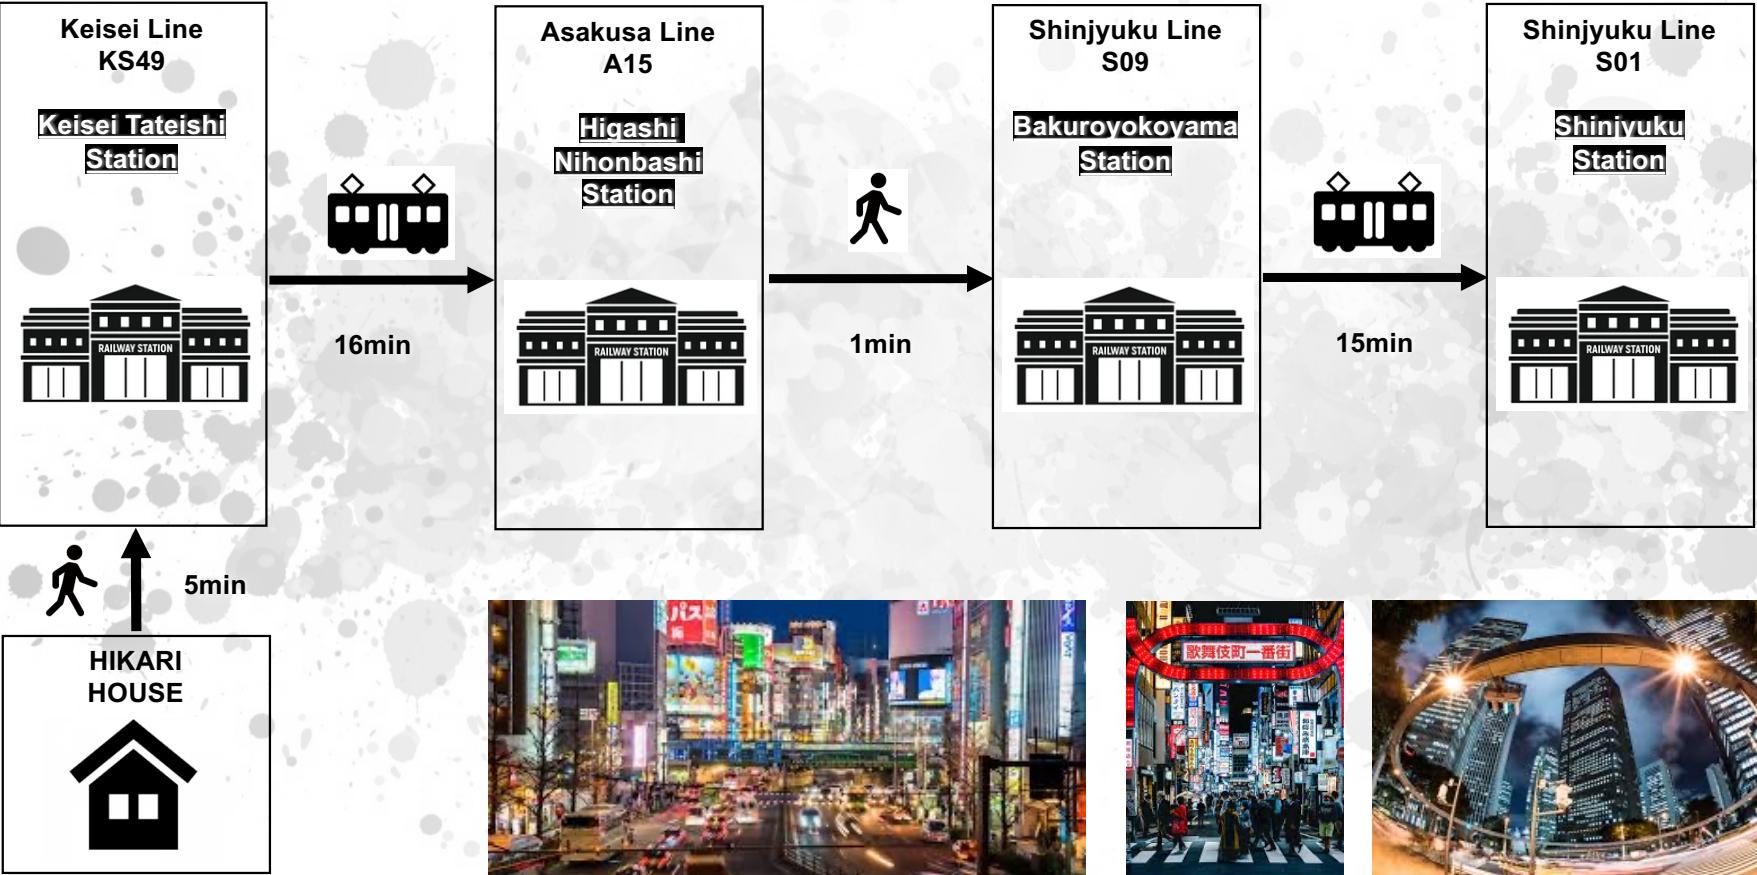 Keisei Line
KS49
Keisei Tateishi
Station
RAILWAY STATION
16min
Asakusa Line
A15
Higashi
Nihonbashi
Station
RAILWAY STATION
1min
Shinjyuku Line
S09
Bakuroyokoyama
Station
RAILWAY STATION
15min
Shinjyuku Line
S01
Shinjyuku
Station
RAILWAY STATION
5min
HIKARI
HOUSE
パス
歌舞伎町一番街